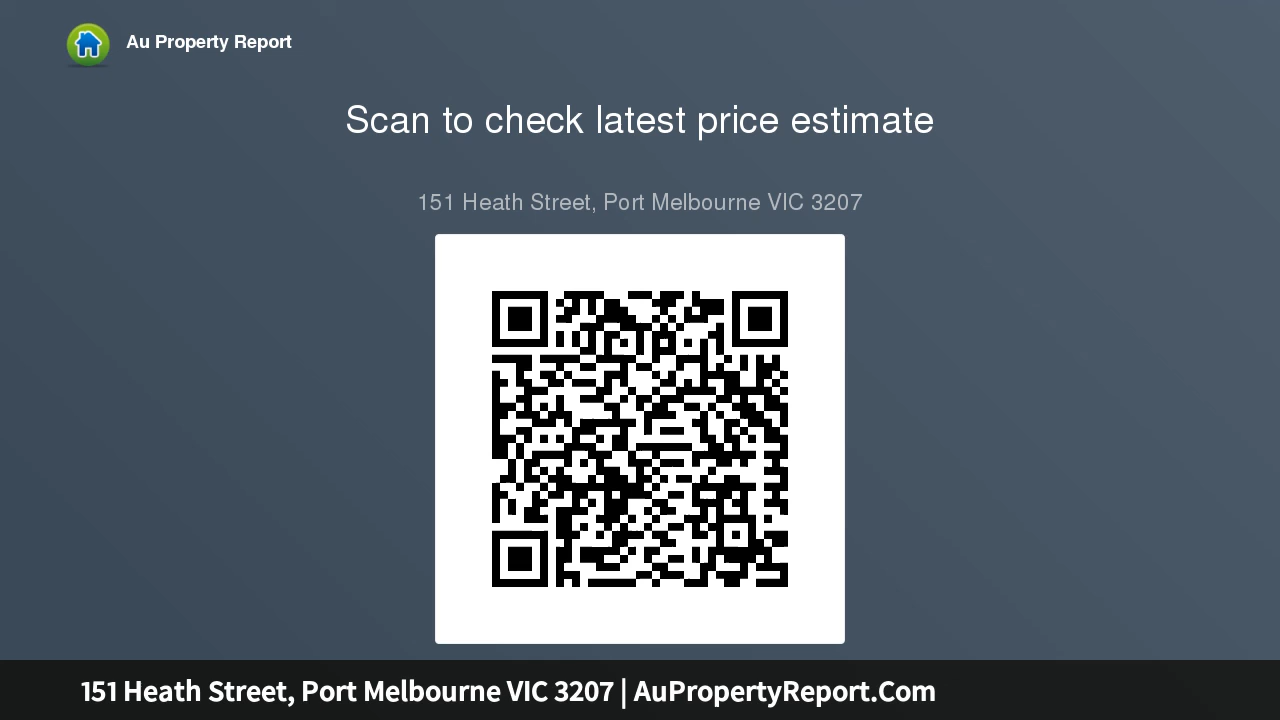 Au Property Report
Scan to check latest price estimate
151 Heath Street, Port Melbourne VIC 3207
151 Heath Street, Port Melbourne VIC 3207 | AuPropertyReport.Com